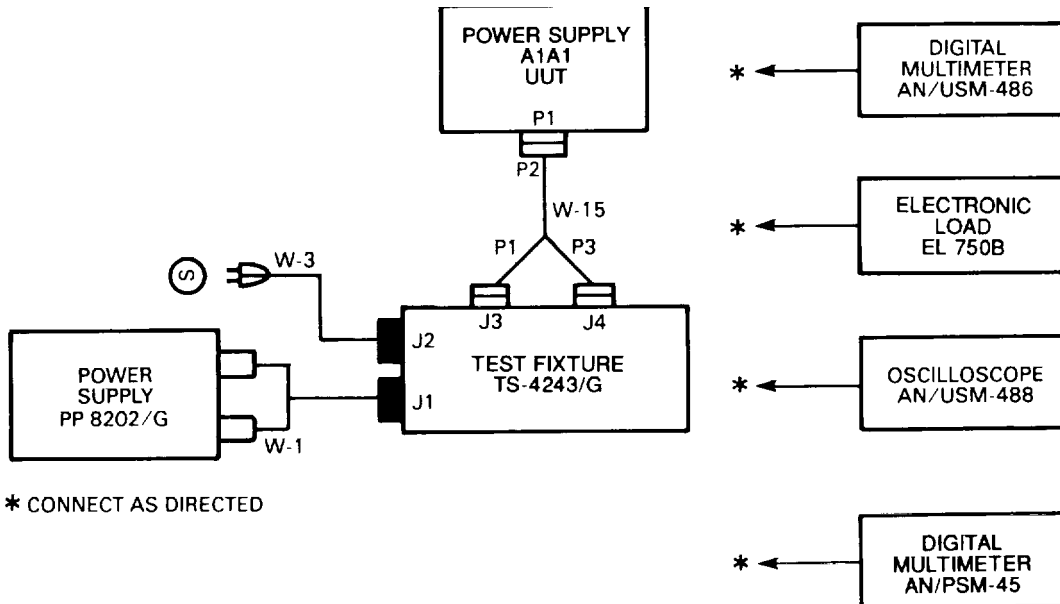 POWER SUPPLY
A1A1
UUT
P1
P2
W-15
P1
P3
J3
J4
W-3
S
J2
J1
TEST FIXTURE
TS-4243/G
POWER
SUPPLY
PP 8202/G
W-1
* CONNECT AS DIRECTED
*
DIGITAL
MULTIMETER
AN/USM-486
*
ELECTRONIC
LOAD
EL 750B
*
OSCILLOSCOPE
AN/USM-488
*
DIGITAL
MULTIMETER
AN/PSM-45